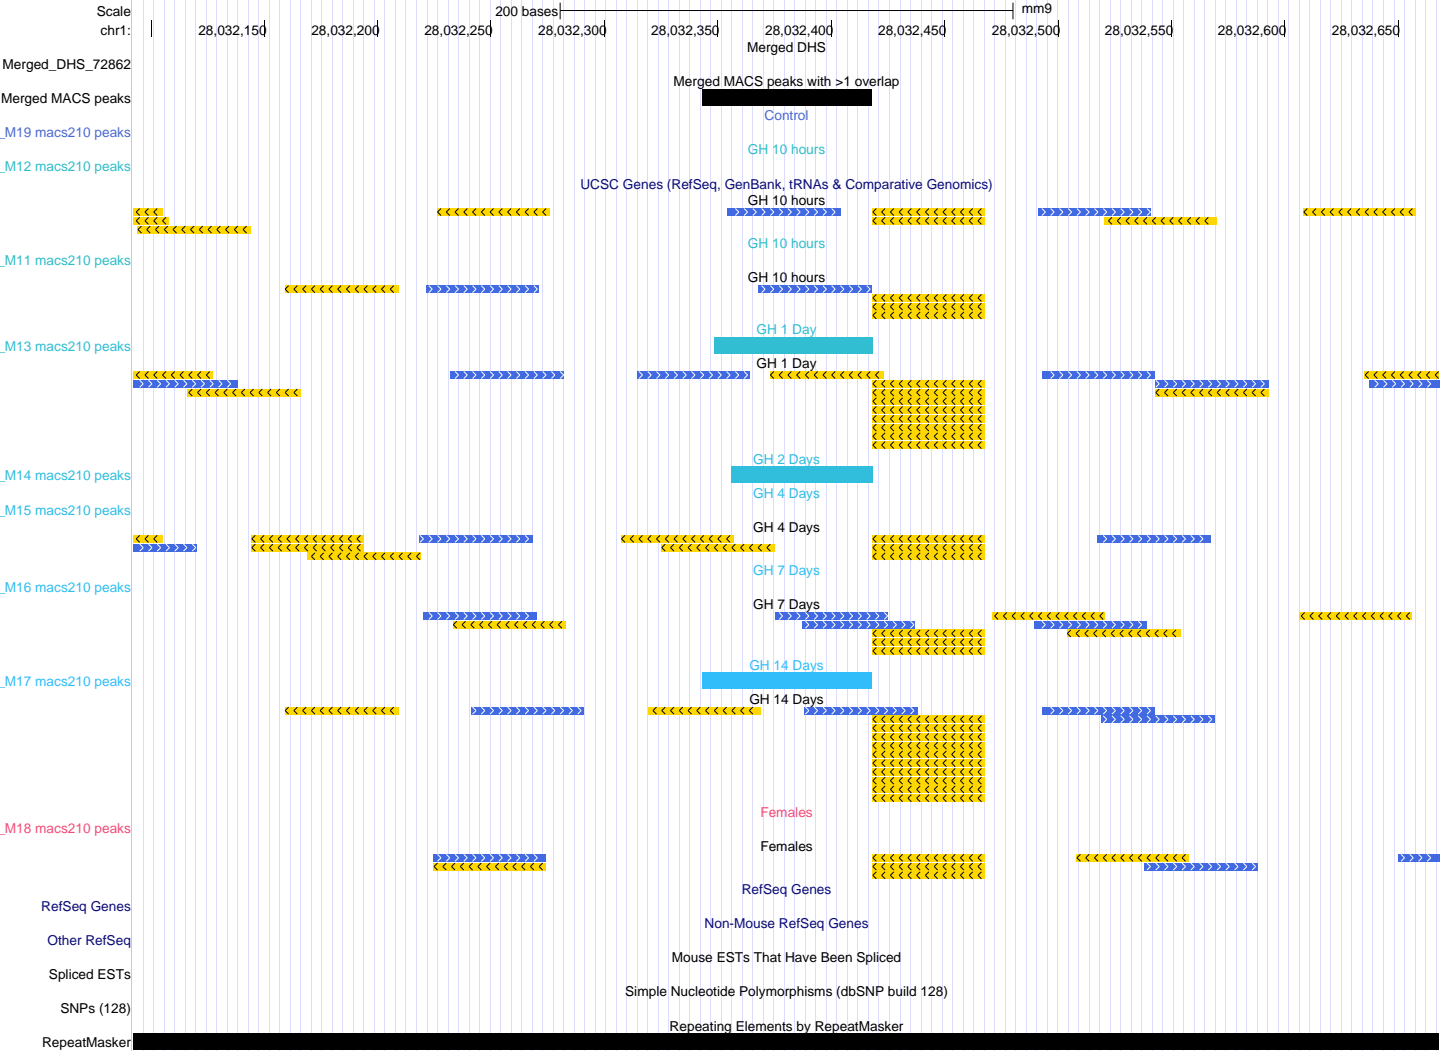 Scale 200 bases mm9
chr1: 28,032,150 28,032,200 28,032,250 28,032,300 28,032,350 28,032,400 28,032,450 28,032,500 28,032,550 28,032,600 28,032,650
Merged DHS
Merged_DHS_72862
Merged MACS peaks with >1 overlap
Merged MACS peaks
Control
_M19 macs210 peaks
GH 10 hours
_M12 macs210 peaks
UCSC Genes (RefSeq, GenBank, tRNAs & Comparative Genomics)
GH 10 hours
GH 10 hours
_M11 macs210 peaks
GH 10 hours
GH 1 Day
_M13 macs210 peaks
GH 1 Day
GH 2 Days
_M14 macs210 peaks
GH 4 Days
_M15 macs210 peaks
GH 4 Days
GH 7 Days
_M16 macs210 peaks
GH 7 Days
GH 14 Days
_M17 macs210 peaks
GH 14 Days
Females
_M18 macs210 peaks
Females
RefSeq Genes
RefSeq Genes
Non-Mouse RefSeq Genes
Other RefSeq
Mouse ESTs That Have Been Spliced
Spliced ESTs
Simple Nucleotide Polymorphisms (dbSNP build 128)
SNPs (128)
Repeating Elements by RepeatMasker
RepeatMasker